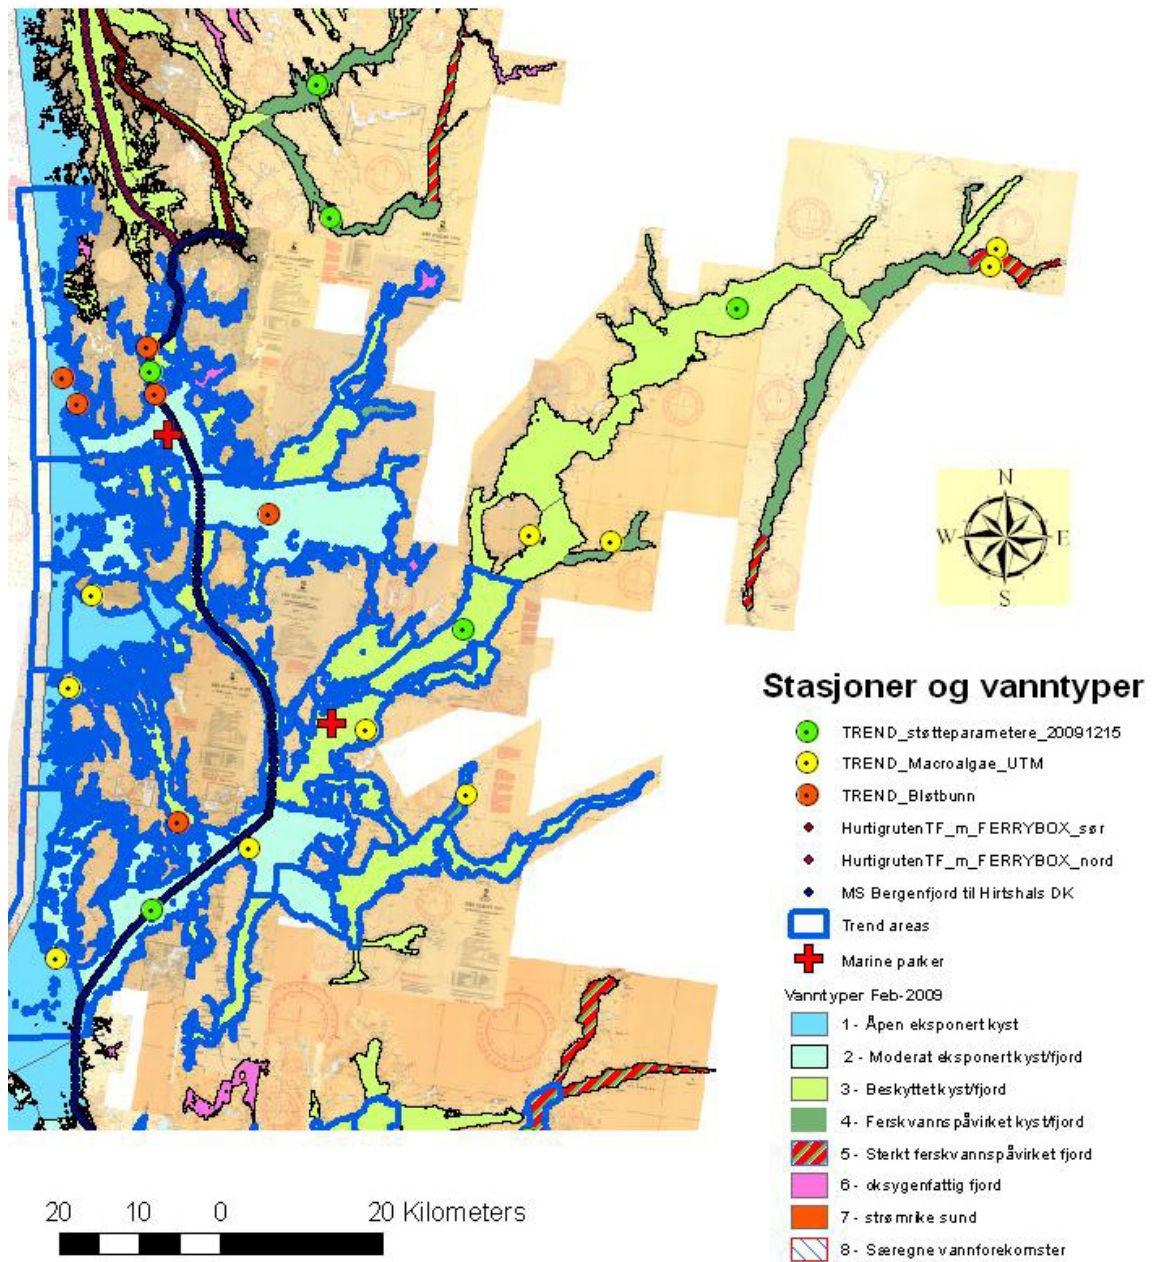 N
W
E
S
Stasjoner og vanntyper
TREND_støtteparametere_20091215
TREND_Macroalgae_UTM
TREND_Bløtbunn
HurtigrutenTF_m_FERRYBOX_sør
HurtigrutenTF_m_FERRYBOX_nord
MS Bergenfjord til Hirtshals DK
Trend areas
Marine parker
Vanntyper Feb-2009
1 - Åpen eksponert kyst
2 - Moderat eksponert kyst/fjord
3 - Beskyttet kyst/fjord
4 - Ferskvannspåvirket kyst/fjord
5 - Sterkt ferskvannspåvirket fjord
6 - oksygenfattig fjord
7 - strømrike sund
8 - Særegne vannforekomster
20 10 0 20 Kilometers